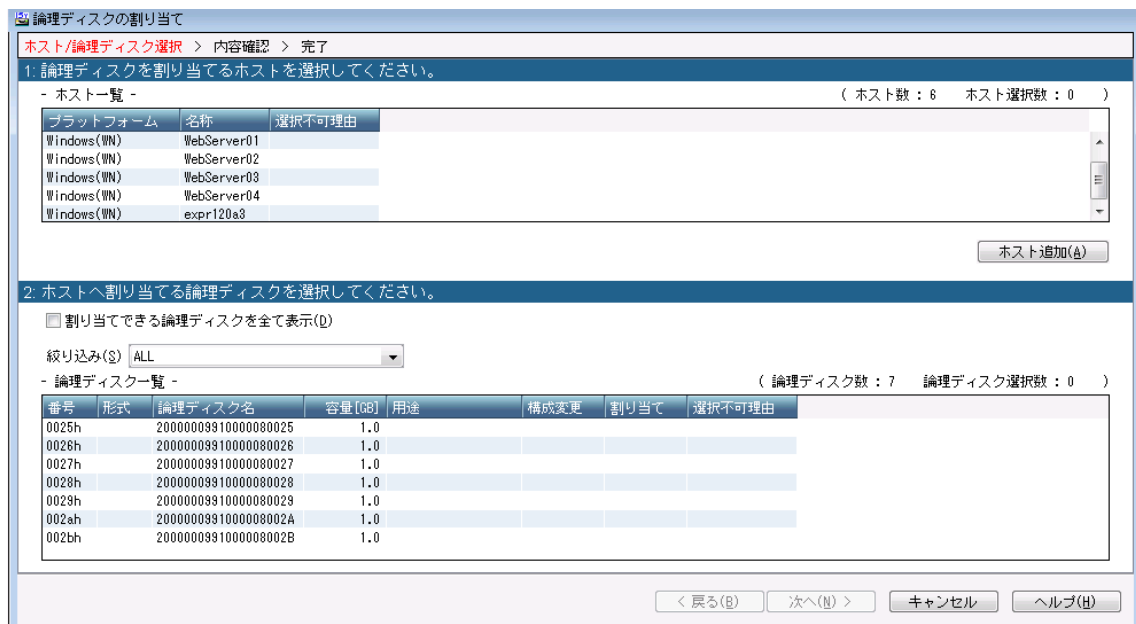 論理ディスクの割り当て
ホスト/論理ディスク選択 > 内容確認 > 完了
1: 論理ディスクを割り当てるホストを選択してください。
- ホスト一覧 - ( ホスト数 : 6 ホスト選択数 : 0 )
プラットフォーム 名称 選択不可理由
Windows(WN) WebServer01
Windows(WN) WebServer02
Windows(WN) WebServer03
Windows(WN) WebServer04
Windows(WN) expr120a3
ホスト追加(A)
2: ホストへ割り当てる論理ディスクを選択してください。
割り当てできる論理ディスクを全て表示(D)
絞り込み(S) ALL
- 論理ディスク一覧 - ( 論理ディスク数 : 7 論理ディスク選択数 : 0 )
番号 形式 論理ディスク名 容量[GB] 用途 構成変更 割り当て 選択不可理由
0025h 20000009910000080025 1.0
0026h 20000009910000080026 1.0
0027h 20000009910000080027 1.0
0028h 20000009910000080028 1.0
0029h 20000009910000080029 1.0
002ah 2000000991000008002A 1.0
002bh 2000000991000008002B 1.0
< 戻る(B) 次へ(N) > キャンセル ヘルプ(H)